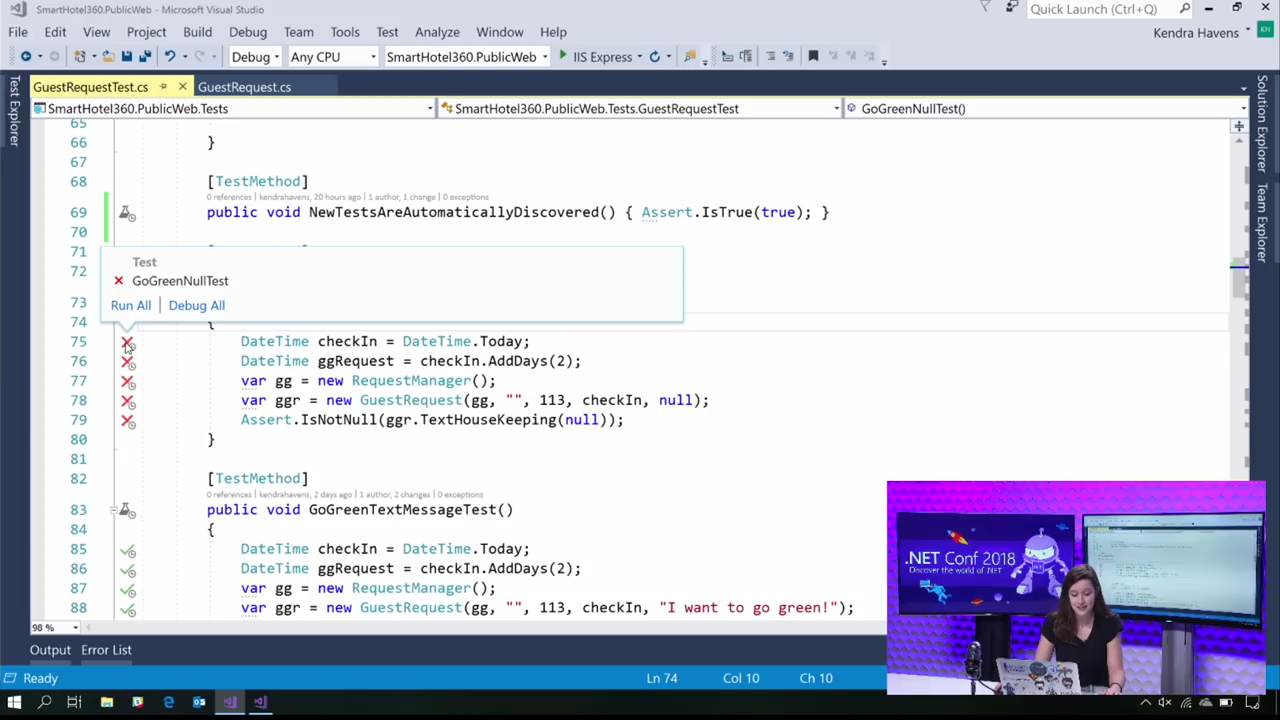 SmartHotel360.PublicWeb - Microsoft Visual Studio
Quick Launch (Ctrl+Q)
File Edit View Project Build Debug Team Tools Test Analyze Window Help
Kendra Havens KH
Debug Any CPU SmartHotel360.PublicWeb IIS Express
GuestRequestTest.cs GuestRequest.cs
SmartHotel360.PublicWeb.Tests SmartHotel360.PublicWeb.Tests.GuestRequestTest GoGreenNullTest()
Test Explorer
Solution Explorer
Team Explorer
65
66 }
67
68 [TestMethod]
0 references | kendrahavens, 20 hours ago | 1 author, 1 change | 0 exceptions
69 public void NewTestsAreAutomaticallyDiscovered() { Assert.IsTrue(true); }
70
71
72
Test
GoGreenNullTest
Run All | Debug All
73
74 {
75 DateTime checkIn = DateTime.Today;
76 DateTime ggRequest = checkIn.AddDays(2);
77 var gg = new RequestManager();
78 var ggr = new GuestRequest(gg, "", 113, checkIn, null);
79 Assert.IsNotNull(ggr.TextHouseKeeping(null));
80 }
81
82 [TestMethod]
0 references | kendrahavens, 2 days ago | 1 author, 2 changes | 0 exceptions
83 public void GoGreenTextMessageTest()
84 {
85 DateTime checkIn = DateTime.Today;
86 DateTime ggRequest = checkIn.AddDays(2);
87 var gg = new RequestManager();
88 var ggr = new GuestRequest(gg, "", 113, checkIn, "I want to go green!");
98 %
.NET Conf 2018
Discover the world of .NET
Output Error List
Ready Ln 74 Col 10 Ch 10